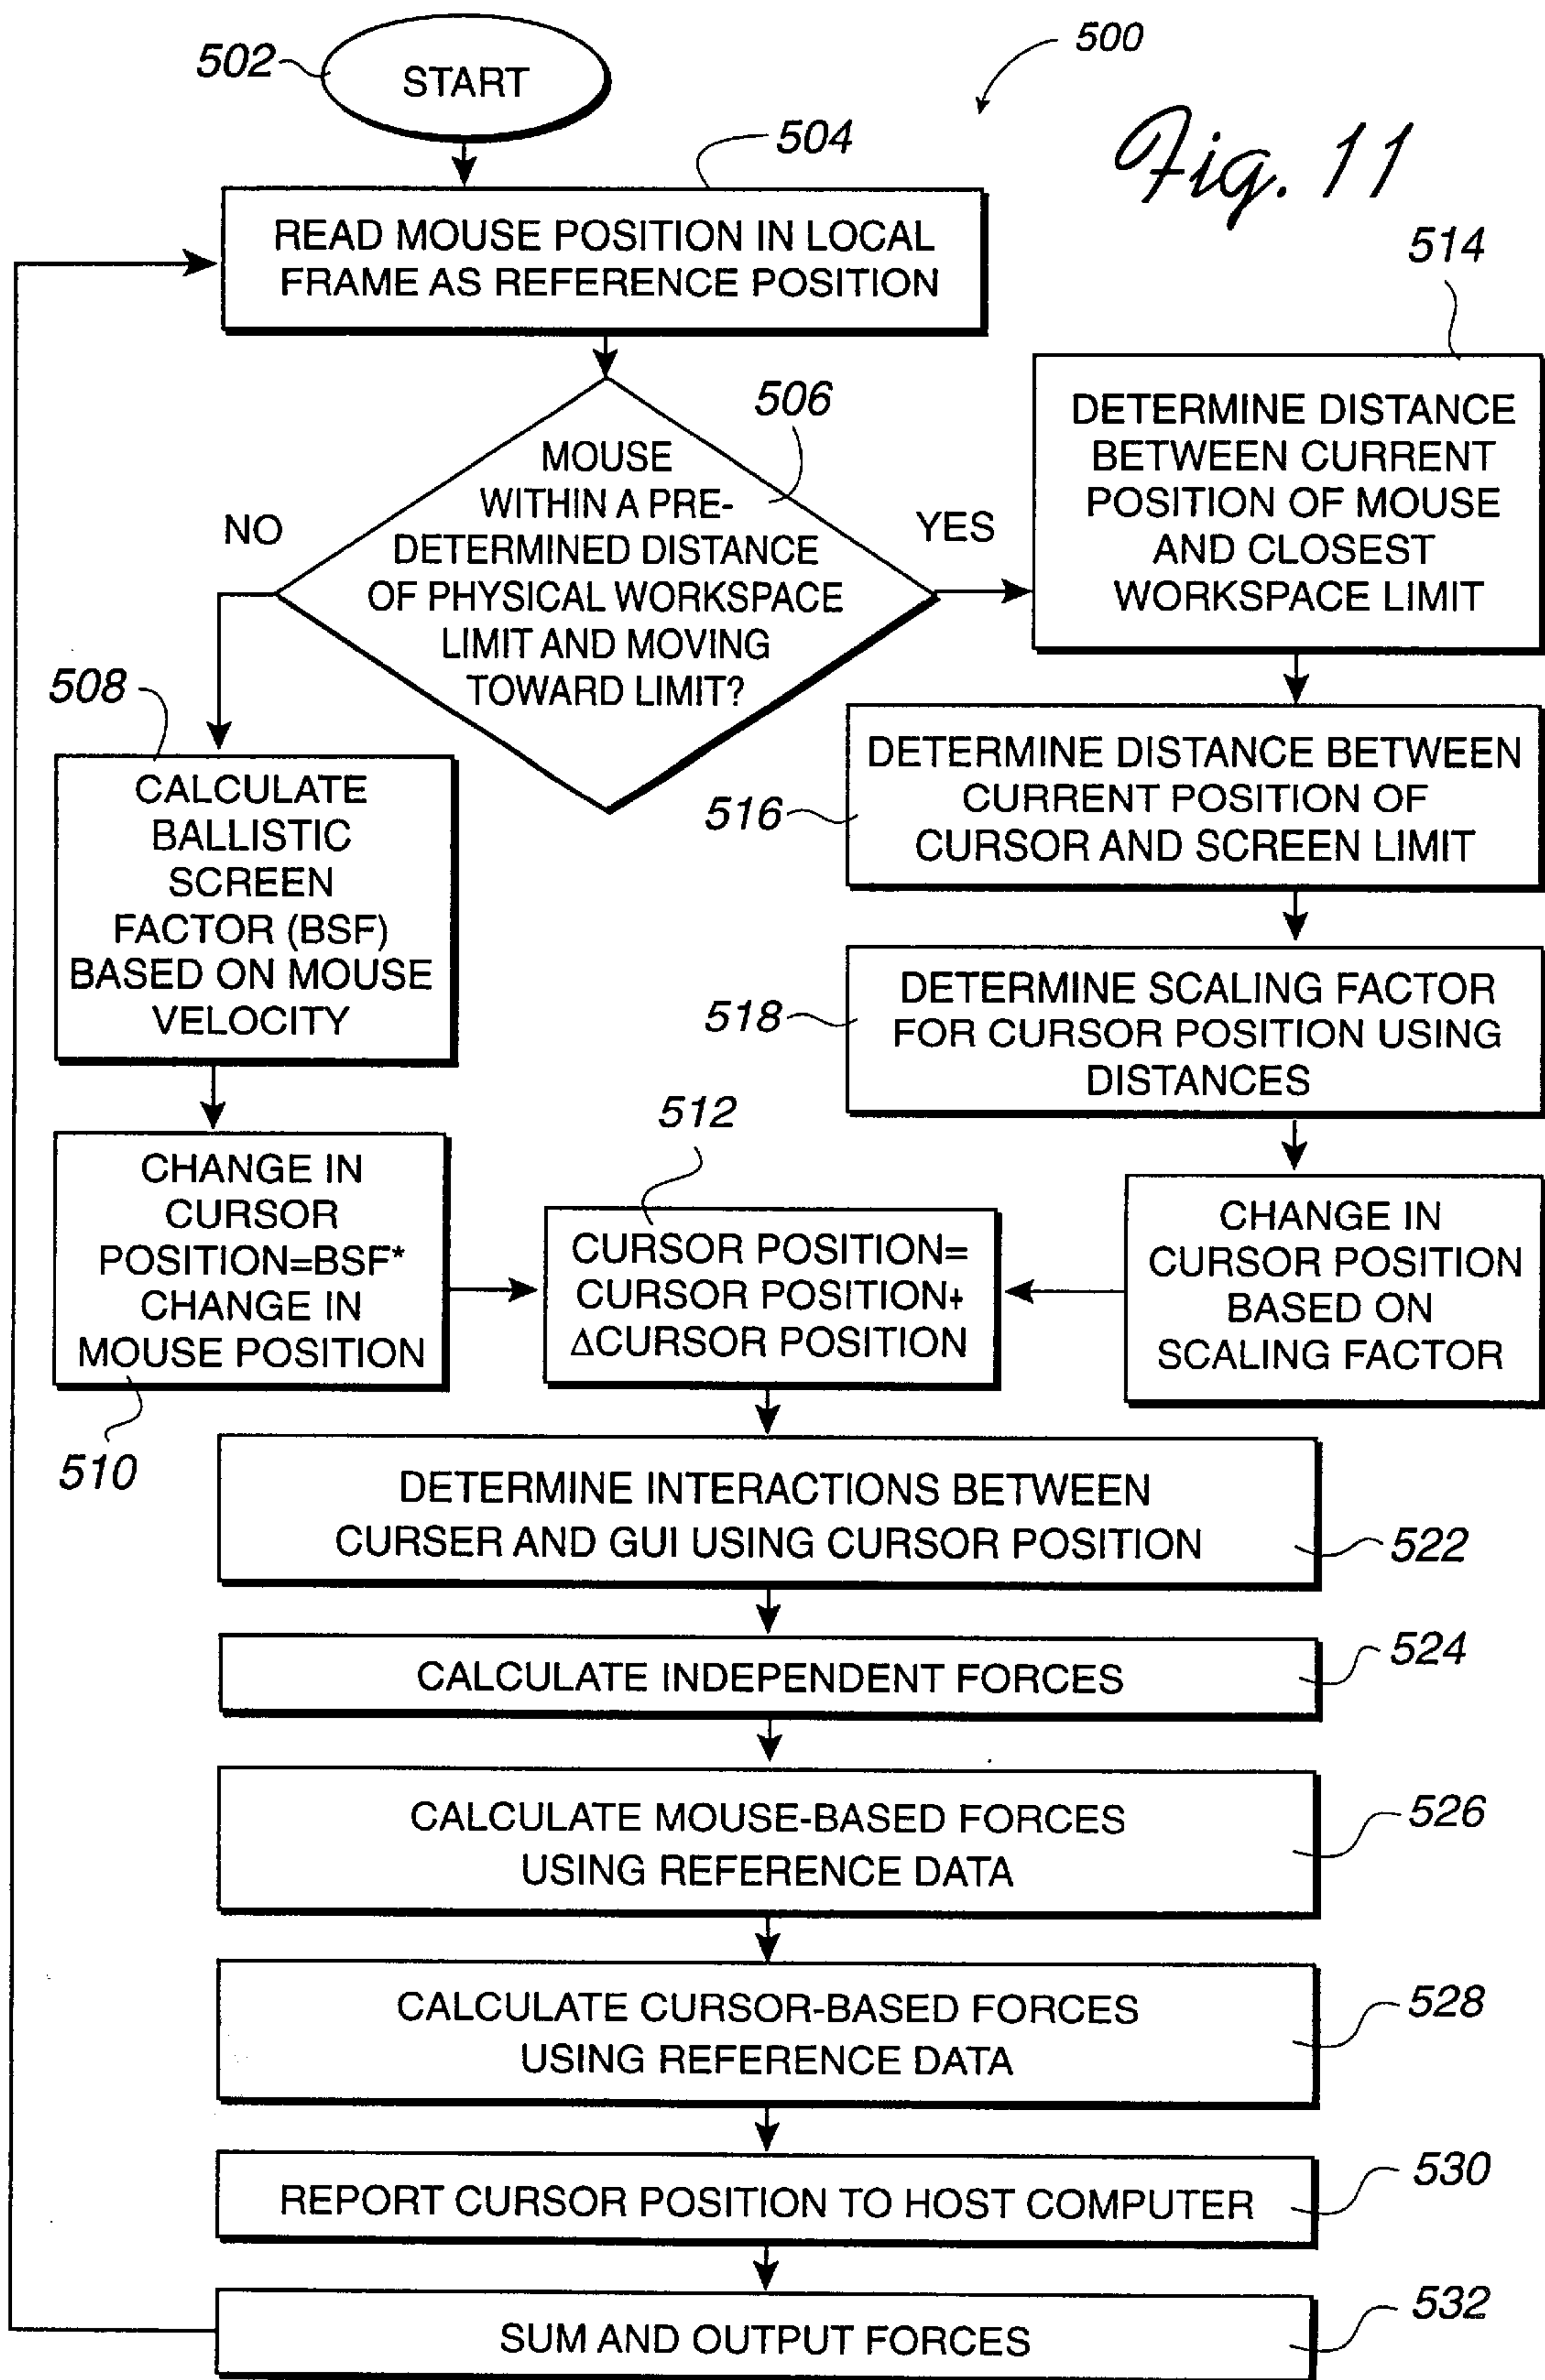 502
START
500
Fig. 11
504
READ MOUSE POSITION IN LOCAL
FRAME AS REFERENCE POSITION
514
506
MOUSE
WITHIN A PRE-
DETERMINED DISTANCE
OF PHYSICAL WORKSPACE
LIMIT AND MOVING
TOWARD LIMIT?
NO
YES
DETERMINE DISTANCE
BETWEEN CURRENT
POSITION OF MOUSE
AND CLOSEST
WORKSPACE LIMIT
508
CALCULATE
BALLISTIC
SCREEN
FACTOR (BSF)
BASED ON MOUSE
VELOCITY
516
DETERMINE DISTANCE BETWEEN
CURRENT POSITION OF
CURSOR AND SCREEN LIMIT
518
DETERMINE SCALING FACTOR
FOR CURSOR POSITION USING
DISTANCES
CHANGE IN
CURSOR
POSITION=BSF*
CHANGE IN
MOUSE POSITION
510
512
CURSOR POSITION=
CURSOR POSITION+
ΔCURSOR POSITION
CHANGE IN
CURSOR POSITION
BASED ON
SCALING FACTOR
DETERMINE INTERACTIONS BETWEEN
CURSER AND GUI USING CURSOR POSITION
522
CALCULATE INDEPENDENT FORCES
524
CALCULATE MOUSE-BASED FORCES
USING REFERENCE DATA
526
CALCULATE CURSOR-BASED FORCES
USING REFERENCE DATA
528
REPORT CURSOR POSITION TO HOST COMPUTER
530
SUM AND OUTPUT FORCES
532